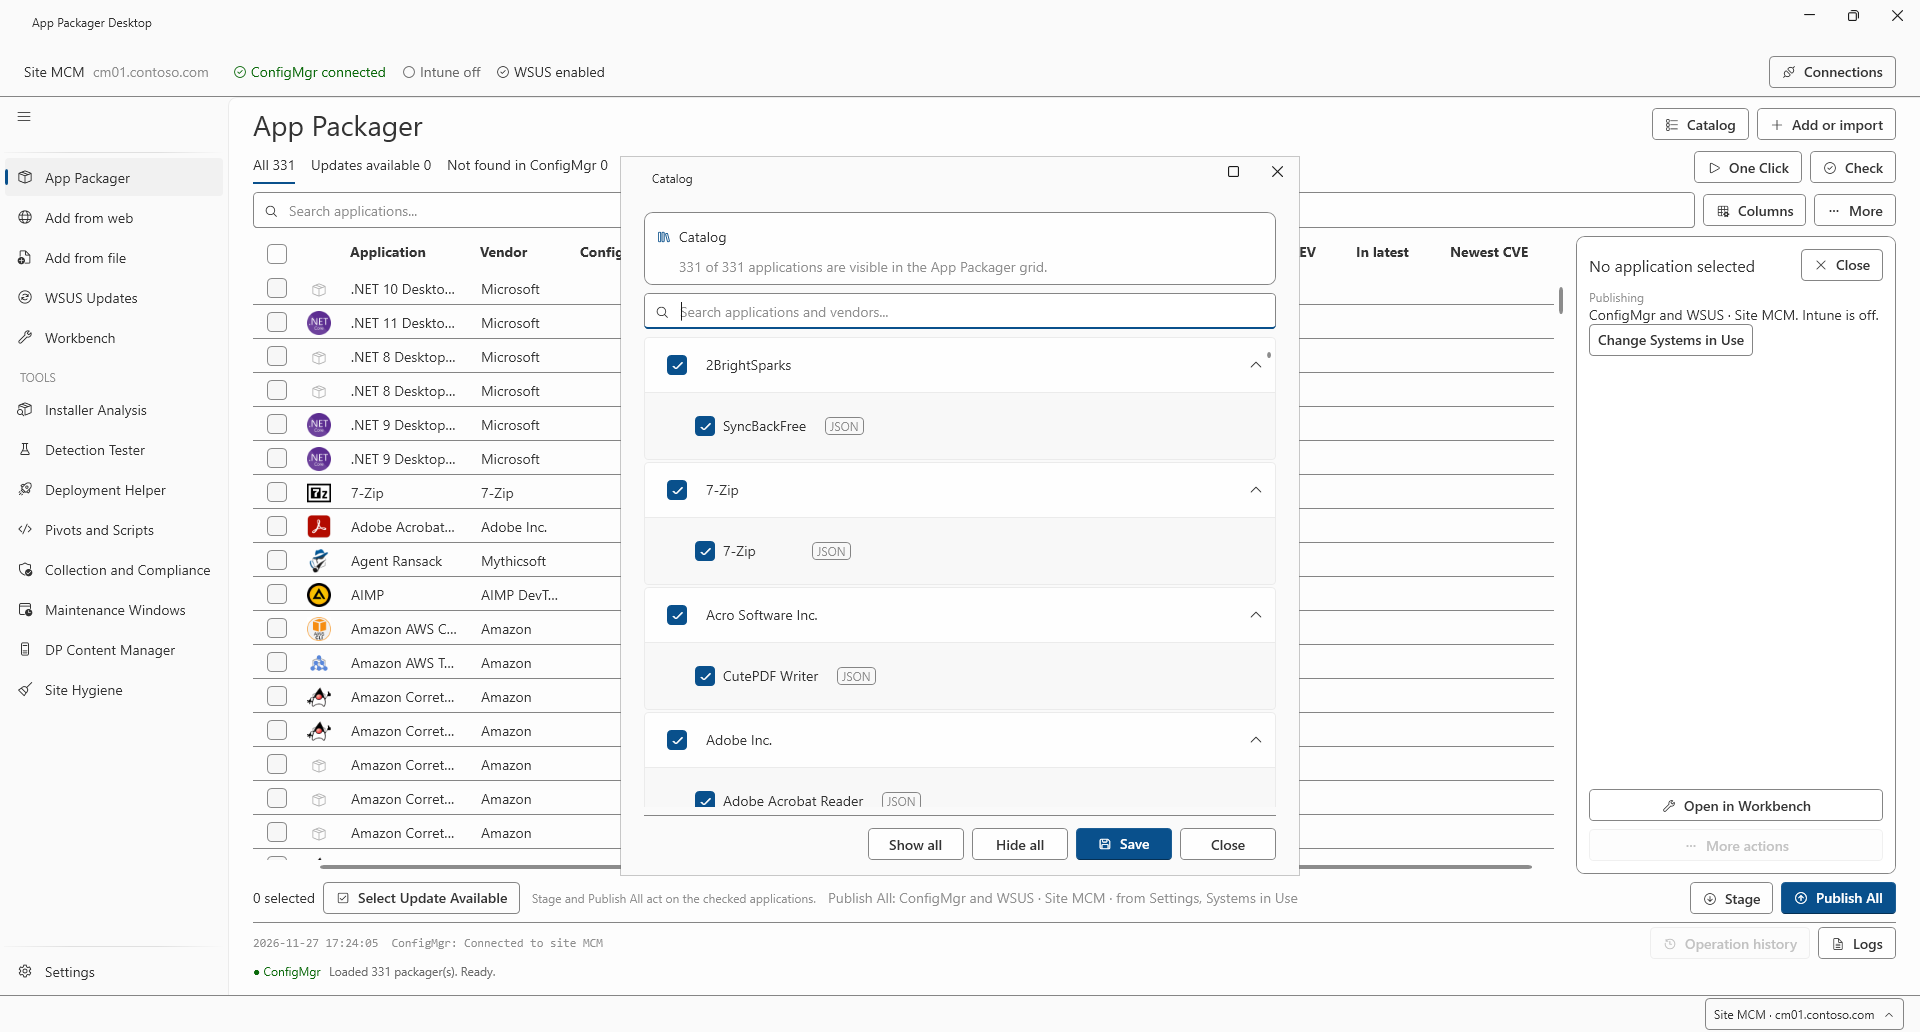 App Packager Desktop
Site MCM cm01.contoso.com ConfigMgr connected Intune off WSUS enabled Connections
App Packager
Add from web
Add from file
WSUS Updates
Workbench
TOOLS
Installer Analysis
Detection Tester
Deployment Helper
Pivots and Scripts
Collection and Compliance
Maintenance Windows
DP Content Manager
Site Hygiene
Settings
App Packager
Catalog Add or import
All 331 Updates available 0 Not found in ConfigMgr 0
One Click Check
Search applications...
Columns More
Application Vendor Config EV In latest Newest CVE
.NET 10 Deskto... Microsoft
.NET 11 Deskto... Microsoft
.NET 8 Desktop... Microsoft
.NET 8 Desktop... Microsoft
.NET 9 Desktop... Microsoft
.NET 9 Desktop... Microsoft
7-Zip 7-Zip
Adobe Acrobat... Adobe Inc.
Agent Ransack Mythicsoft
AIMP AIMP DevT...
Amazon AWS C... Amazon
Amazon AWS T... Amazon
Amazon Corret... Amazon
Amazon Corret... Amazon
Amazon Corret... Amazon
Amazon Corret... Amazon
Amazon Corret... Amazon
Catalog
Catalog
331 of 331 applications are visible in the App Packager grid.
Search applications and vendors...
2BrightSparks
SyncBackFree JSON
7-Zip
7-Zip JSON
Acro Software Inc.
CutePDF Writer JSON
Adobe Inc.
Adobe Acrobat Reader JSON
Show all Hide all Save Close
No application selected Close
Publishing
ConfigMgr and WSUS · Site MCM. Intune is off.
Change Systems in Use
Open in Workbench
More actions
0 selected Select Update Available Stage and Publish All act on the checked applications. Publish All: ConfigMgr and WSUS · Site MCM · from Settings, Systems in Use Stage Publish All
2026-11-27 17:24:05 ConfigMgr: Connected to site MCM Operation history Logs
ConfigMgr Loaded 331 packager(s). Ready.
Site MCM · cm01.contoso.com